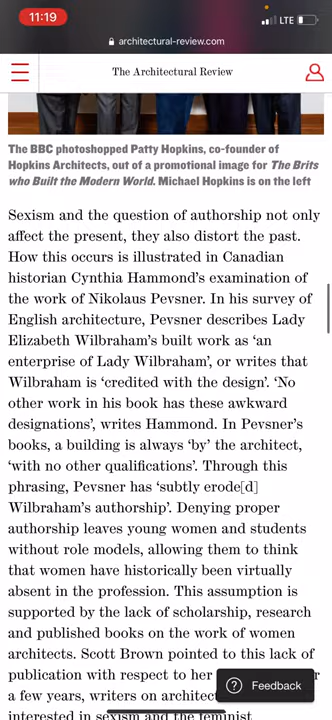 11:19
LTE
architectural-review.com
The Architectural Review
The BBC photoshopped Patty Hopkins, co-founder of
Hopkins Architects, out of a promotional image for The Brits
who Built the Modern World. Michael Hopkins is on the left
Sexism and the question of authorship not only
affect the present, they also distort the past.
How this occurs is illustrated in Canadian
historian Cynthia Hammond’s examination of
the work of Nikolaus Pevsner. In his survey of
English architecture, Pevsner describes Lady
Elizabeth Wilbraham’s built work as ‘an
enterprise of Lady Wilbraham’, or writes that
Wilbraham is ‘credited with the design’. ‘No
other work in his book has these awkward
designations’, writes Hammond. In Pevsner’s
books, a building is always ‘by’ the architect,
‘with no other qualifications’. Through this
phrasing, Pevsner has ‘subtly erode[d]
Wilbraham’s authorship’. Denying proper
authorship leaves young women and students
without role models, allowing them to think
that women have historically been virtually
absent in the profession. This assumption is
supported by the lack of scholarship, research
and published books on the work of women
architects. Scott Brown pointed to this lack of
publication with respect to her
a few years, writers on architect
interested in sexism and the feminist
Feedback